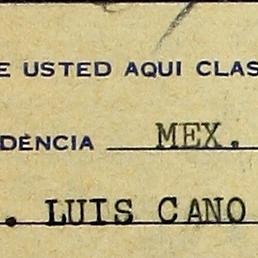 E USTED AQUI CLAS
DENCIA MEX.
. LUIS CANO